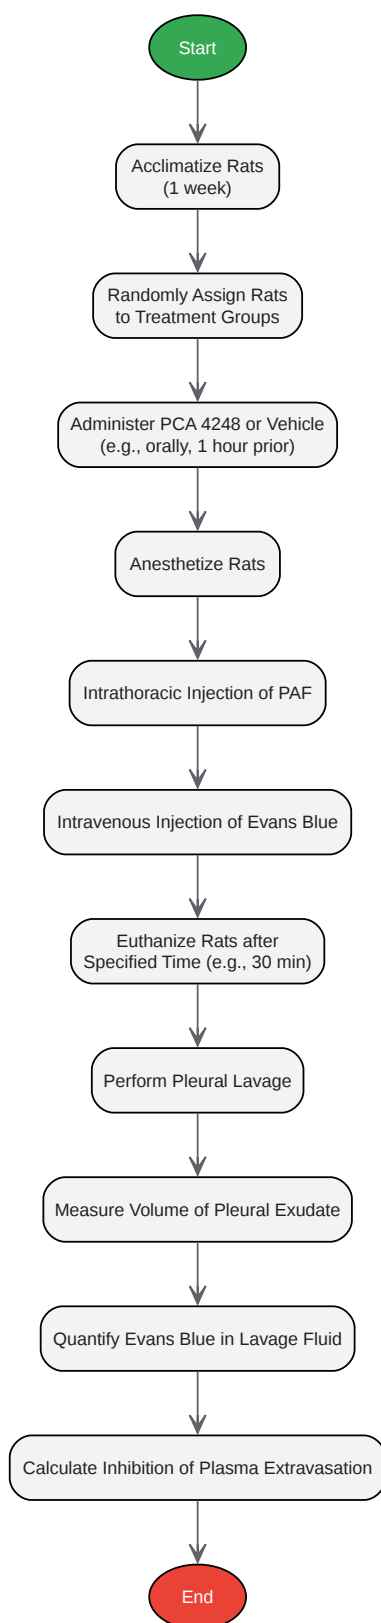 Start
Acclimatize Rats
(1 week)
Randomly Assign Rats
to Treatment Groups
Administer PCA 4248 or Vehicle
(e.g., orally, 1 hour prior)
Anesthetize Rats
Intrathoracic Injection of PAF
Intravenous Injection of Evans Blue
Euthanize Rats after
Specified Time (e.g., 30 min)
Perform Pleural Lavage
Measure Volume of Pleural Exudate
Quantify Evans Blue in Lavage Fluid
Calculate Inhibition of Plasma Extravasation
End